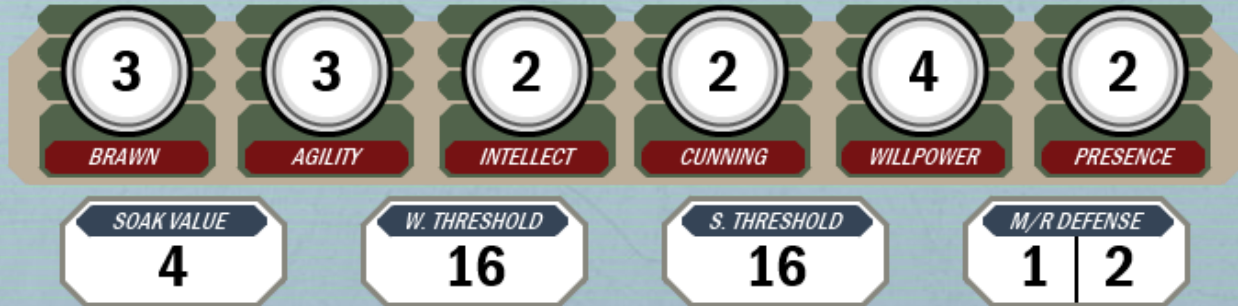 3 3 2 2 4 2
BRAWN AGILITY INTELLECT CUNNING WILLPOWER PRESENCE
SOAK VALUE W. THRESHOLD S. THRESHOLD M/R DEFENSE
4 16 16 1 2